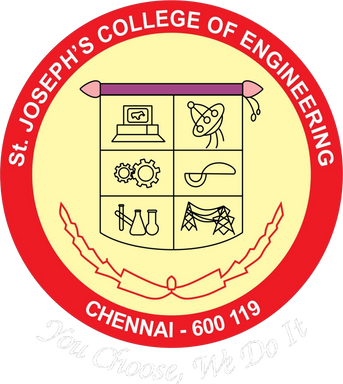 St. JOSEPH'S COLLEGE OF ENGINEERING
CHENNAI - 600 119
You Choose, We Do It